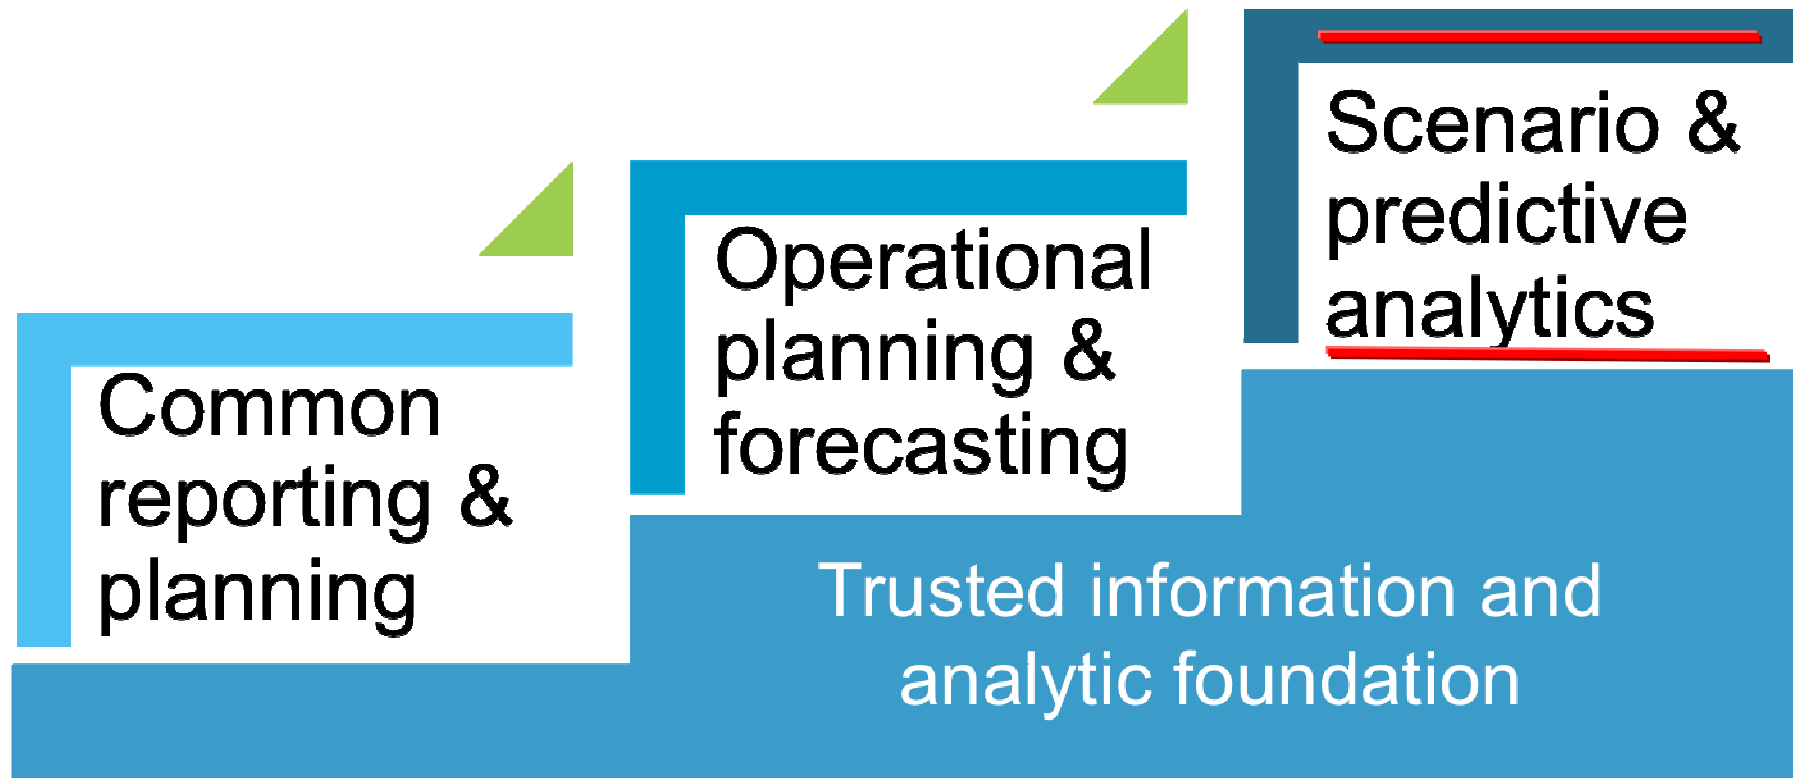 Common
reporting &
planning
Operational
planning &
forecasting
Scenario &
predictive
analytics
Trusted information and
analytic foundation